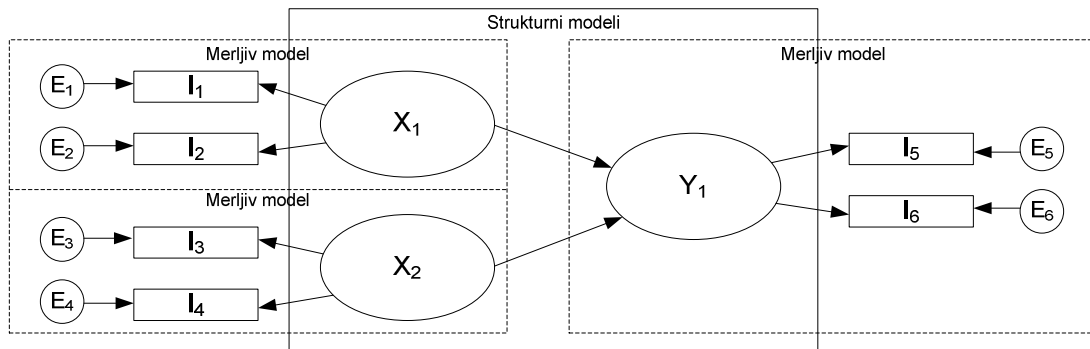 Strukturni modeli
Merljiv model
E₁
I₁
E₂
I₂
X₁
Merljiv model
E₃
I₃
E₄
I₄
X₂
Merljiv model
Y₁
I₅
E₅
I₆
E₆